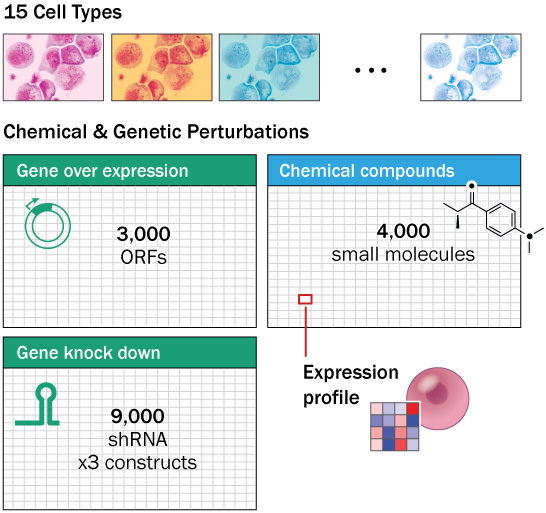 15 Cell Types
Chemical & Genetic Perturbations
Gene over expression
3,000
ORFs
Chemical compounds
4,000
small molecules
Gene knock down
9,000
shRNA
x3 constructs
Expression
profile